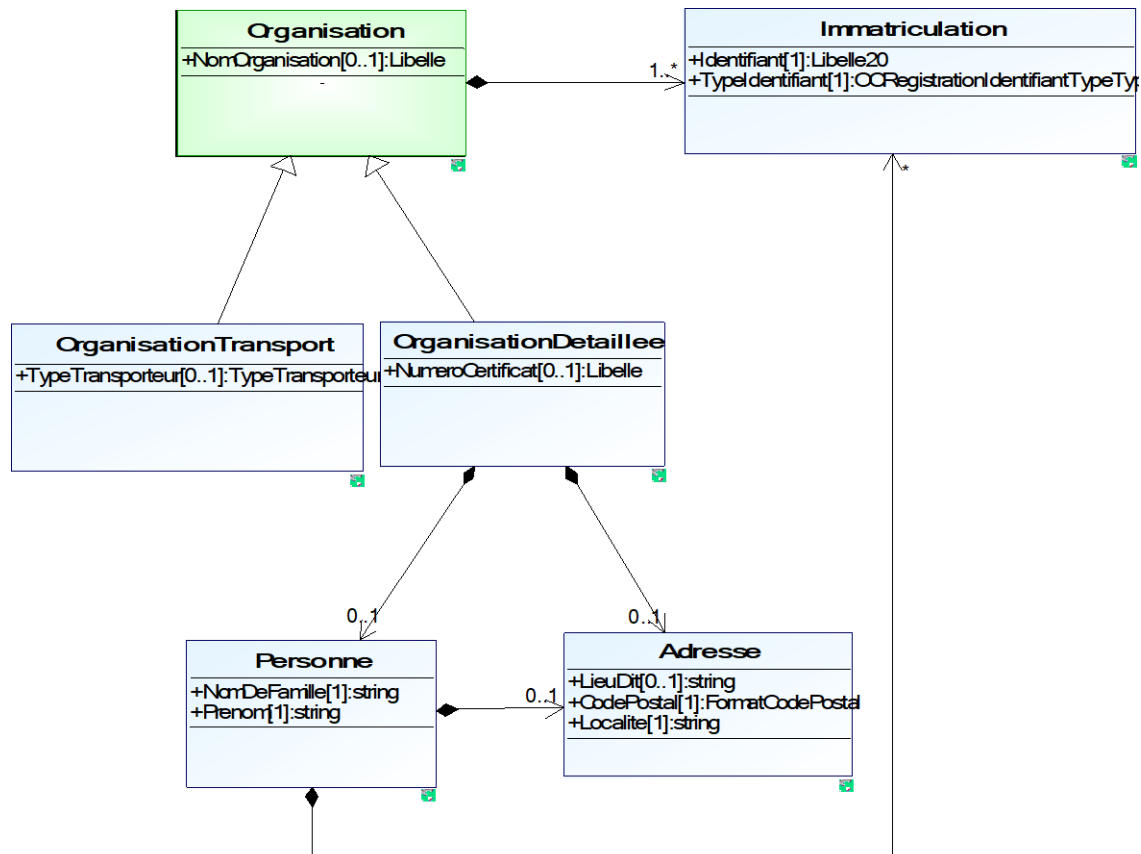 Organisation
+NomOrganisation[0..1]:Libelle
-
Immatriculation
+Identifiant[1]:Libelle20
+TypeIdentifiant[1]:OCRegistrationIdentifiantTypeTyp
1..*
*
OrganisationTransport
+TypeTransporteur[0..1]:TypeTransporteur
OrganisationDetaillee
+NumeroCertificat[0..1]:Libelle
0..1
0..1
Personne
+NomDeFamille[1]:string
+Prenom[1]:string
0..1
Adresse
+LieuDit[0..1]:string
+CodePostal[1]:FormatCodePostal
+Localite[1]:string